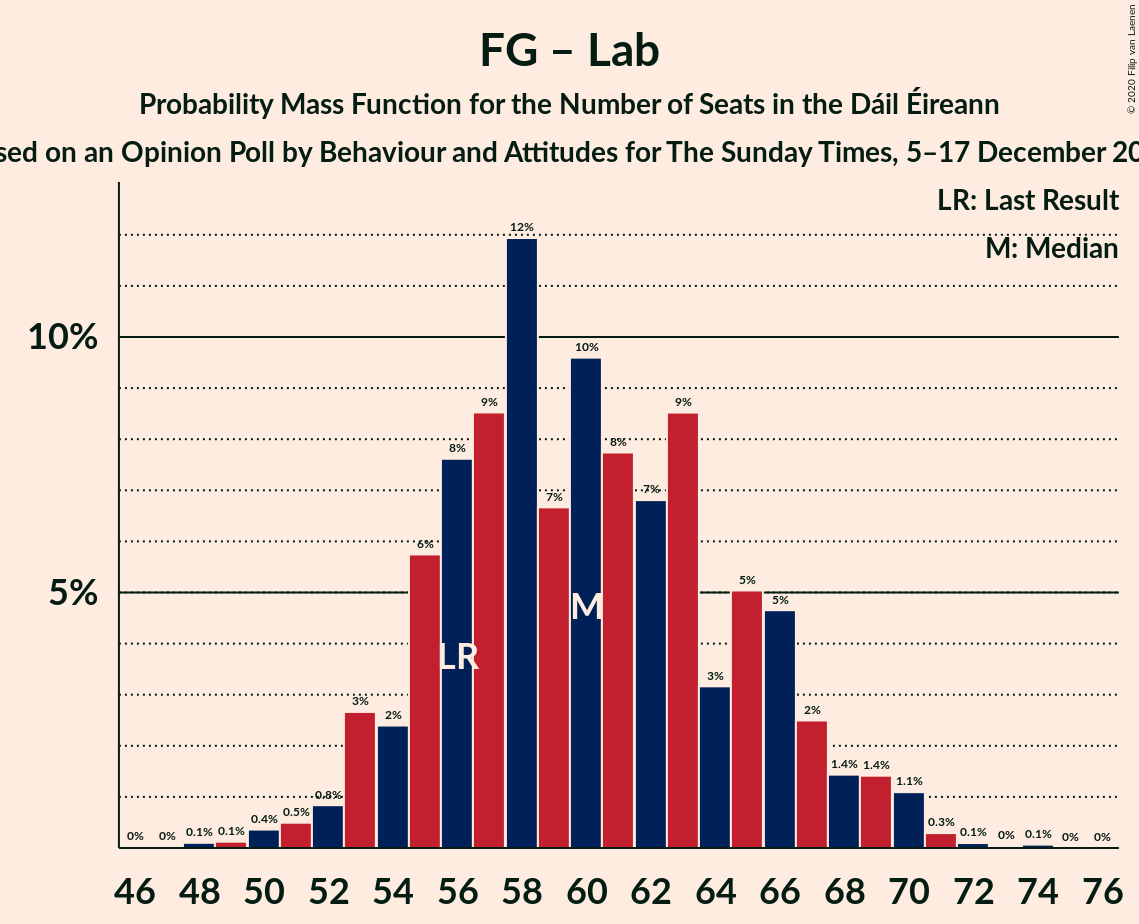 FG – Lab
Probability Mass Function for the Number of Seats in the Dáil Éireann
on an Opinion Poll by Behaviour and Attitudes for The Sunday Times, 5–17 December
© 2020 Filip van Laenen
LR: Last Result
M: Median
10%
5%
0% 0% 0.1% 0.1% 0.4% 0.5% 0.8% 3% 2% 6% 8% 9% 12% 7% 10% 8% 7% 9% 3% 5% 5% 2% 1.4% 1.4% 1.1% 0.3% 0.1% 0% 0.1% 0% 0%
LR
M
46 48 50 52 54 56 58 60 62 64 66 68 70 72 74 76